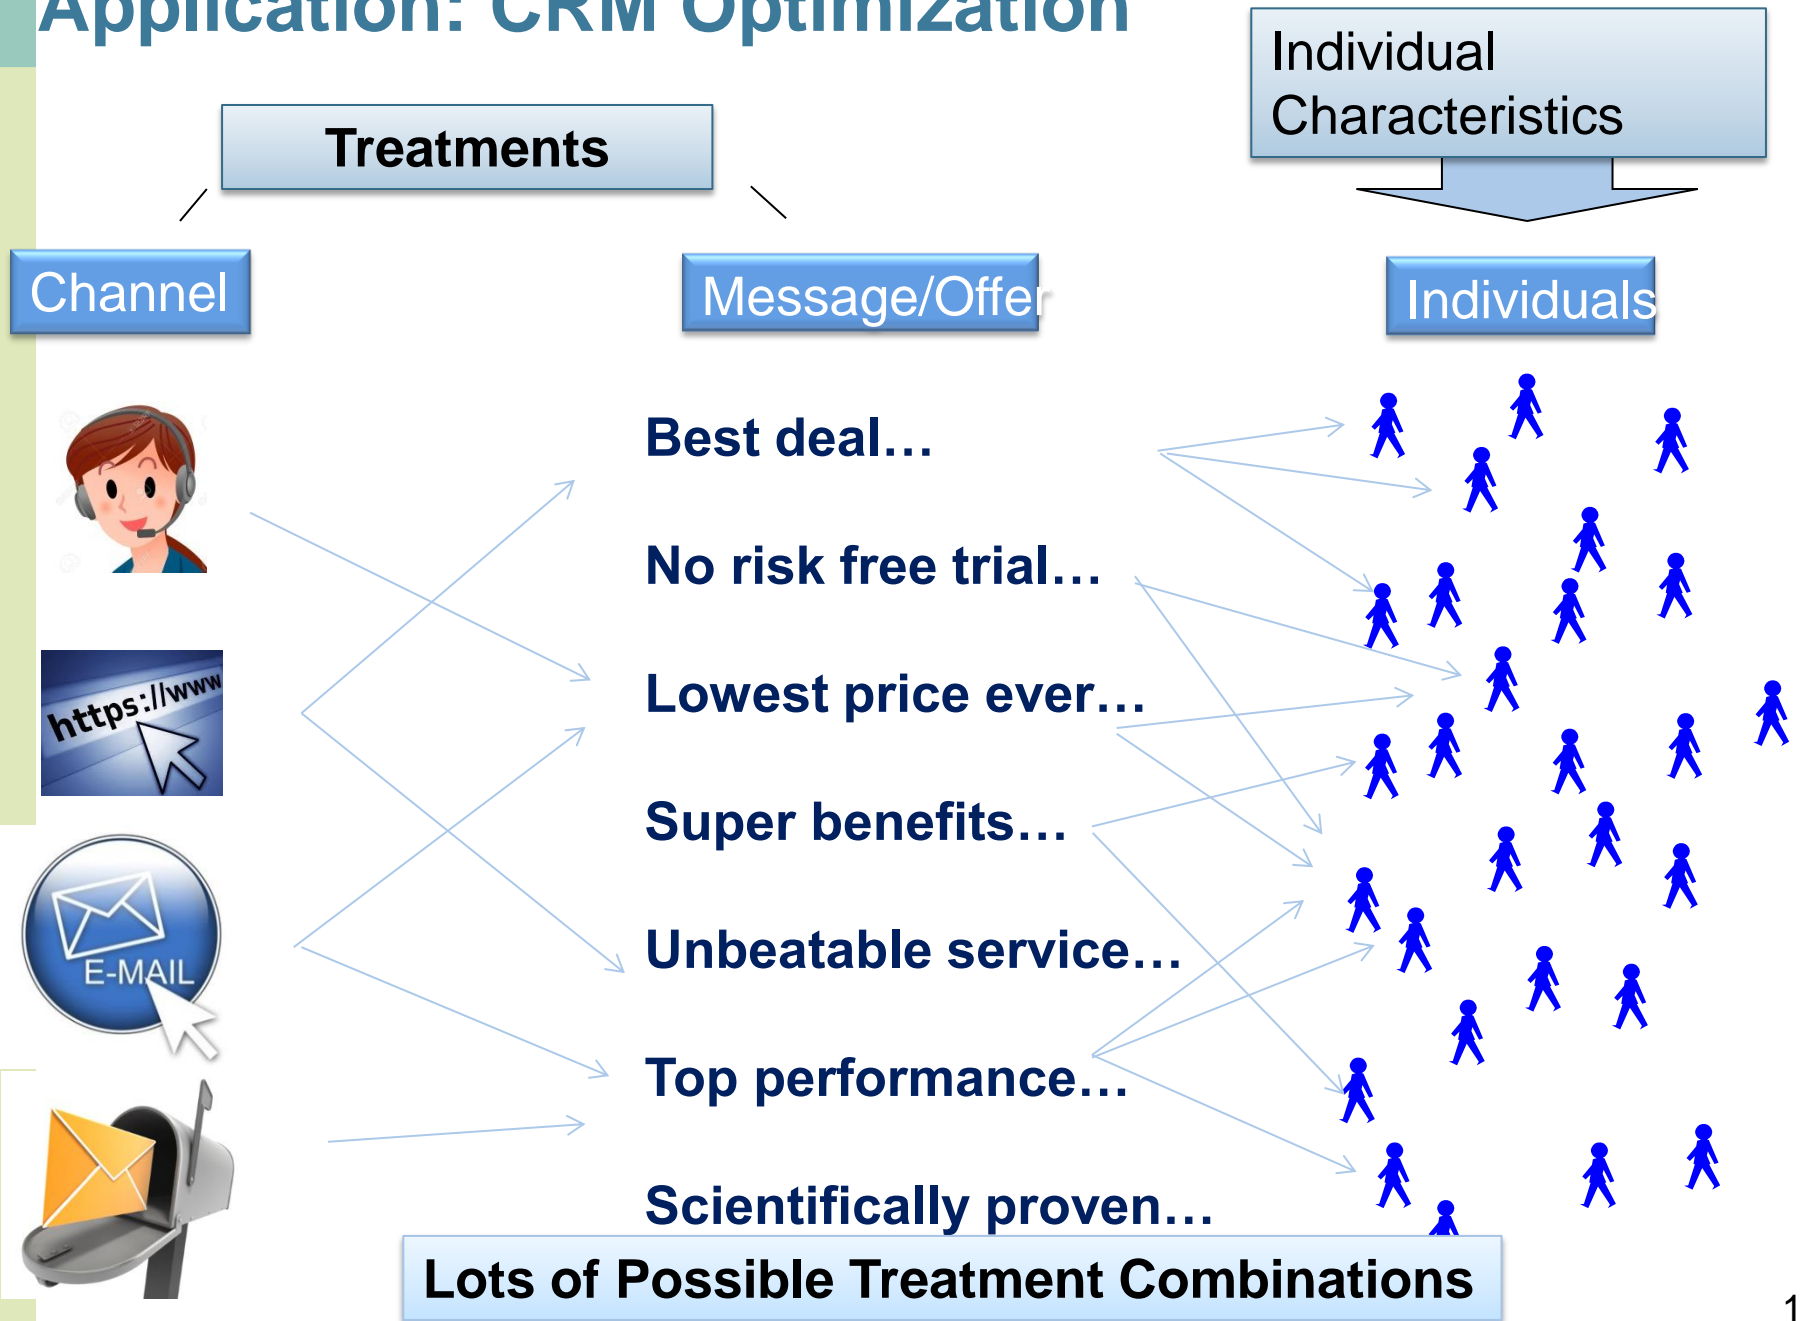 Application: CRM Optimization
Individual
Characteristics
Treatments
Channel
Message/Offer
Individuals
Best deal…
No risk free trial…
https://www
Lowest price ever…
Super benefits…
E-MAIL
Unbeatable service…
Top performance…
Scientifically proven…
Lots of Possible Treatment Combinations
1